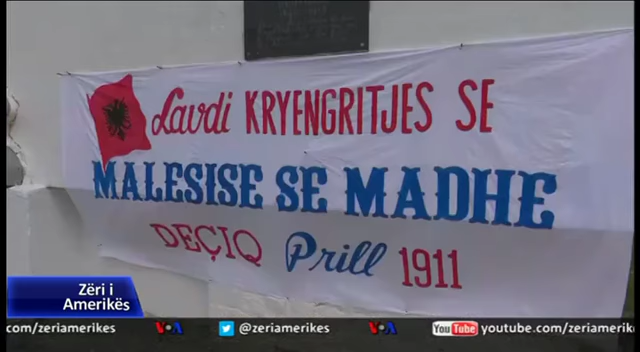 Lavdi KRYENGRITJES SE
MALESISE SE MADHE
DEÇIQ Prill 1911
Zëri i
Amerikës
com/zeriamerikes VOA @zeriamerikes VOA YouTube youtube.com/zeriamerikes